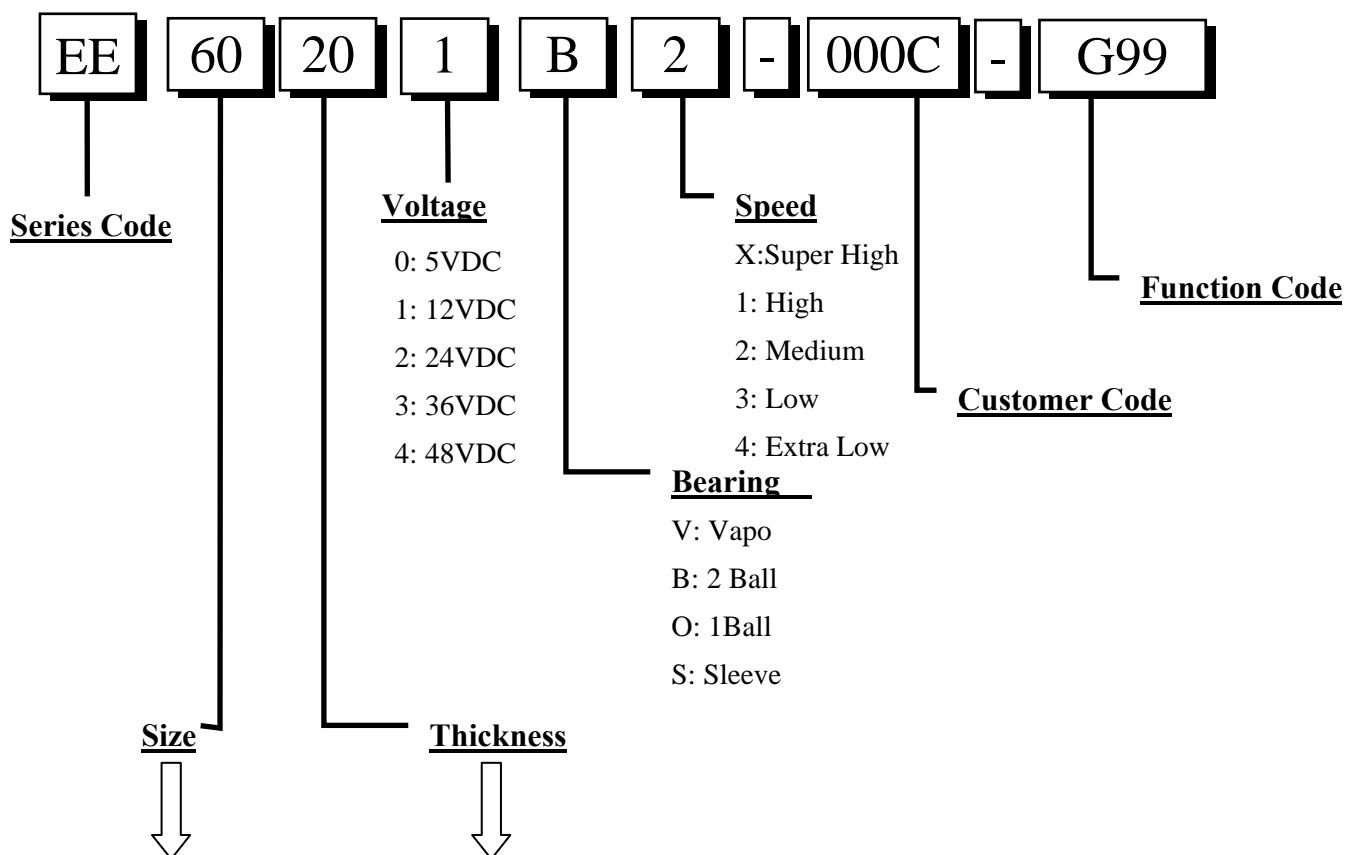 EE 60 20 1 B 2 - 000C - G99
Series Code
Voltage
0: 5VDC
1: 12VDC
2: 24VDC
3: 36VDC
4: 48VDC
Speed
X:Super High
1: High
2: Medium
3: Low
4: Extra Low
Function Code
Customer Code
Bearing
V: Vapo
B: 2 Ball
O: 1Ball
S: Sleeve
Size
Thickness